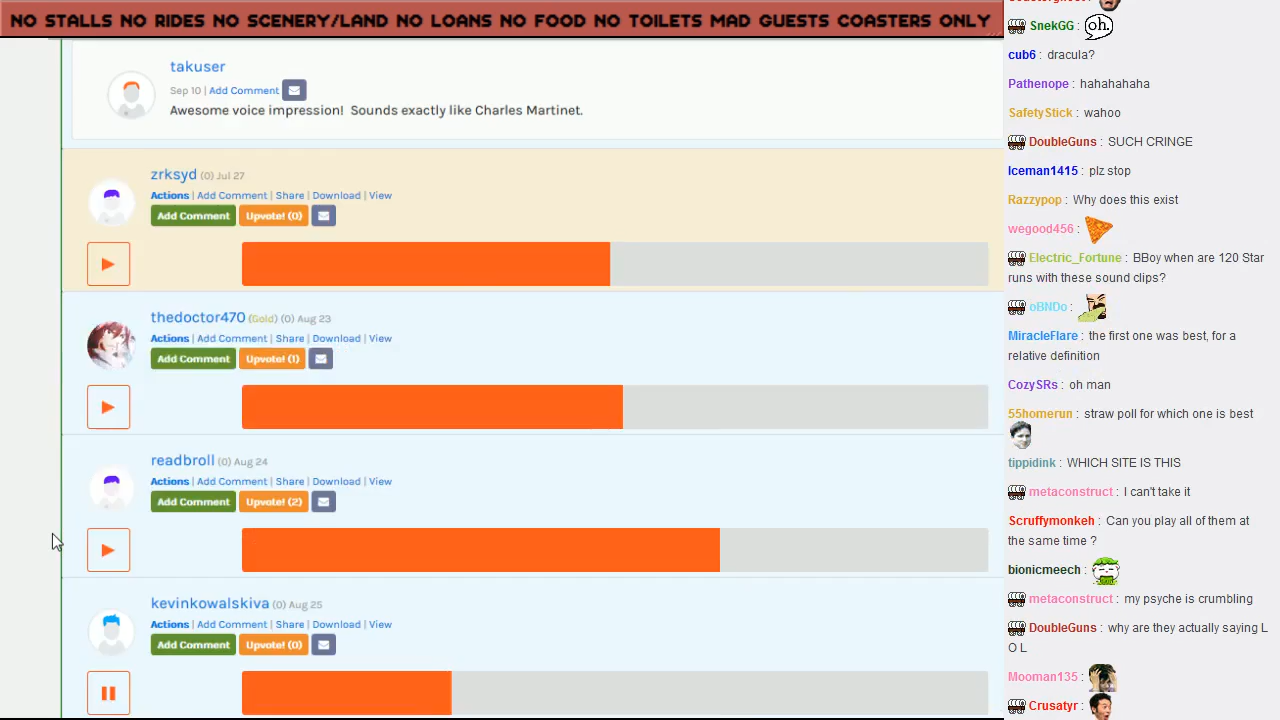 NO STALLS NO RIDES NO SCENERY/LAND NO LOANS NO FOOD NO TOILETS MAD GUESTS COASTERS ONLY
takuser
Sep 10 | Add Comment
Awesome voice impression! Sounds exactly like Charles Martinet.
zrksyd (0) Jul 27
Actions | Add Comment | Share | Download | View
Add Comment Upvote! (0)
thedoctor470 (Gold) (0) Aug 23
Actions | Add Comment | Share | Download | View
Add Comment Upvote! (1)
readbroll (0) Aug 24
Actions | Add Comment | Share | Download | View
Add Comment Upvote! (2)
kevinkowalskiva (0) Aug 25
Actions | Add Comment | Share | Download | View
Add Comment Upvote! (0)
SnekGG : oh.
cub6 : dracula?
Pathenope : hahahahaha
SafetyStick : wahoo
DoubleGuns : SUCH CRINGE
Iceman1415 : plz stop
Razzypop : Why does this exist
wegood456 :
Electric_Fortune : BBoy when are 120 Star
runs with these sound clips?
oBNDo :
MiracleFlare : the first one was best, for a
relative definition
CozySRs : oh man
55homerun : straw poll for which one is best
tippidink : WHICH SITE IS THIS
metaconstruct : I can't take it
Scruffymonkeh : Can you play all of them at
the same time ?
bionicmeech :
metaconstruct : my psyche is crumbling
DoubleGuns : why are they actually saying L
O L
Mooman135 :
Crusatyr :